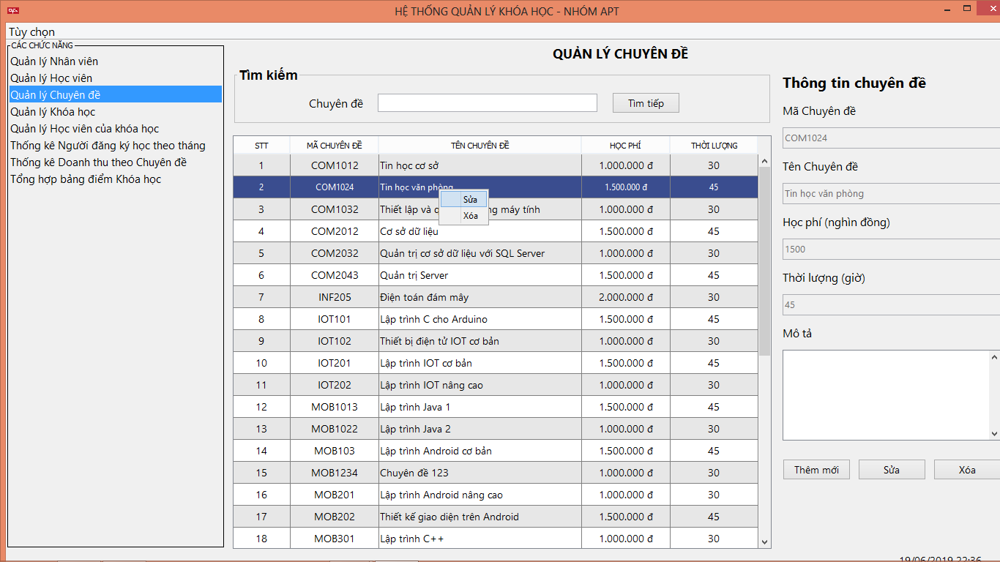 HỆ THỐNG QUẢN LÝ KHÓA HỌC - NHÓM APT
Tùy chọn
CÁC CHỨC NĂNG
Quản lý Nhân viên
Quản lý Học viên
Quản lý Chuyên đề
Quản lý Khóa học
Quản lý Học viên của khóa học
Thống kê Người đăng ký học theo tháng
Thống kê Doanh thu theo Chuyên đề
Tổng hợp bảng điểm Khóa học
QUẢN LÝ CHUYÊN ĐỀ
Tìm kiếm
Chuyên đề
Tìm tiếp
STT MÃ CHUYÊN ĐỀ TÊN CHUYÊN ĐỀ HỌC PHÍ THỜI LƯỢNG
1 COM1012 Tin học cơ sở 1.000.000 đ 30
2 COM1024 Tin học văn phòng 1.500.000 đ 45
3 COM1032 Thiết lập và máy tính 1.000.000 đ 30
4 COM2012 Cơ sở dữ liệu 1.500.000 đ 45
5 COM2032 Quản trị cơ sở dữ liệu với SQL Server 1.000.000 đ 30
6 COM2043 Quản trị Server 1.500.000 đ 45
7 INF205 Điện toán đám mây 2.000.000 đ 30
8 IOT101 Lập trình C cho Arduino 1.500.000 đ 45
9 IOT102 Thiết bị điện tử IOT cơ bản 1.000.000 đ 30
10 IOT201 Lập trình IOT cơ bản 1.500.000 đ 45
11 IOT202 Lập trình IOT nâng cao 1.000.000 đ 30
12 MOB1013 Lập trình Java 1 1.500.000 đ 45
13 MOB1022 Lập trình Java 2 1.000.000 đ 30
14 MOB103 Lập trình Android cơ bản 1.500.000 đ 45
15 MOB1234 Chuyên đề 123 1.000.000 đ 30
16 MOB201 Lập trình Android nâng cao 1.000.000 đ 30
17 MOB202 Thiết kế giao diện trên Android 1.500.000 đ 45
18 MOB301 Lập trình C++ 1.000.000 đ 30
Sửa
Xóa
Thông tin chuyên đề
Mã Chuyên đề
COM1024
Tên Chuyên đề
Tin học văn phòng
Học phí (nghìn đồng)
1500
Thời lượng (giờ)
45
Mô tả
Thêm mới Sửa Xóa
19/06/2019 22:36